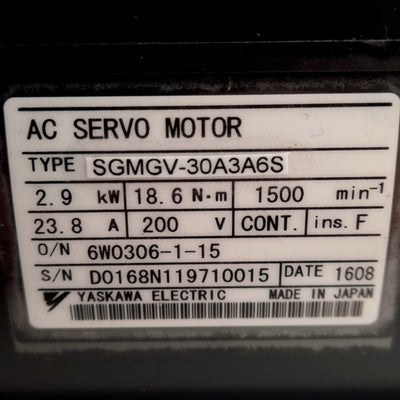 AC SERVO MOTOR
TYPE SGMGV-30A3A6S
2.9 kW 18.6 N·m 1500 min-1
23.8 A 200 V CONT. ins. F
O/N 6W0306-1-15
S/N D0168N119710015 DATE 1608
YASKAWA ELECTRIC MADE IN JAPAN